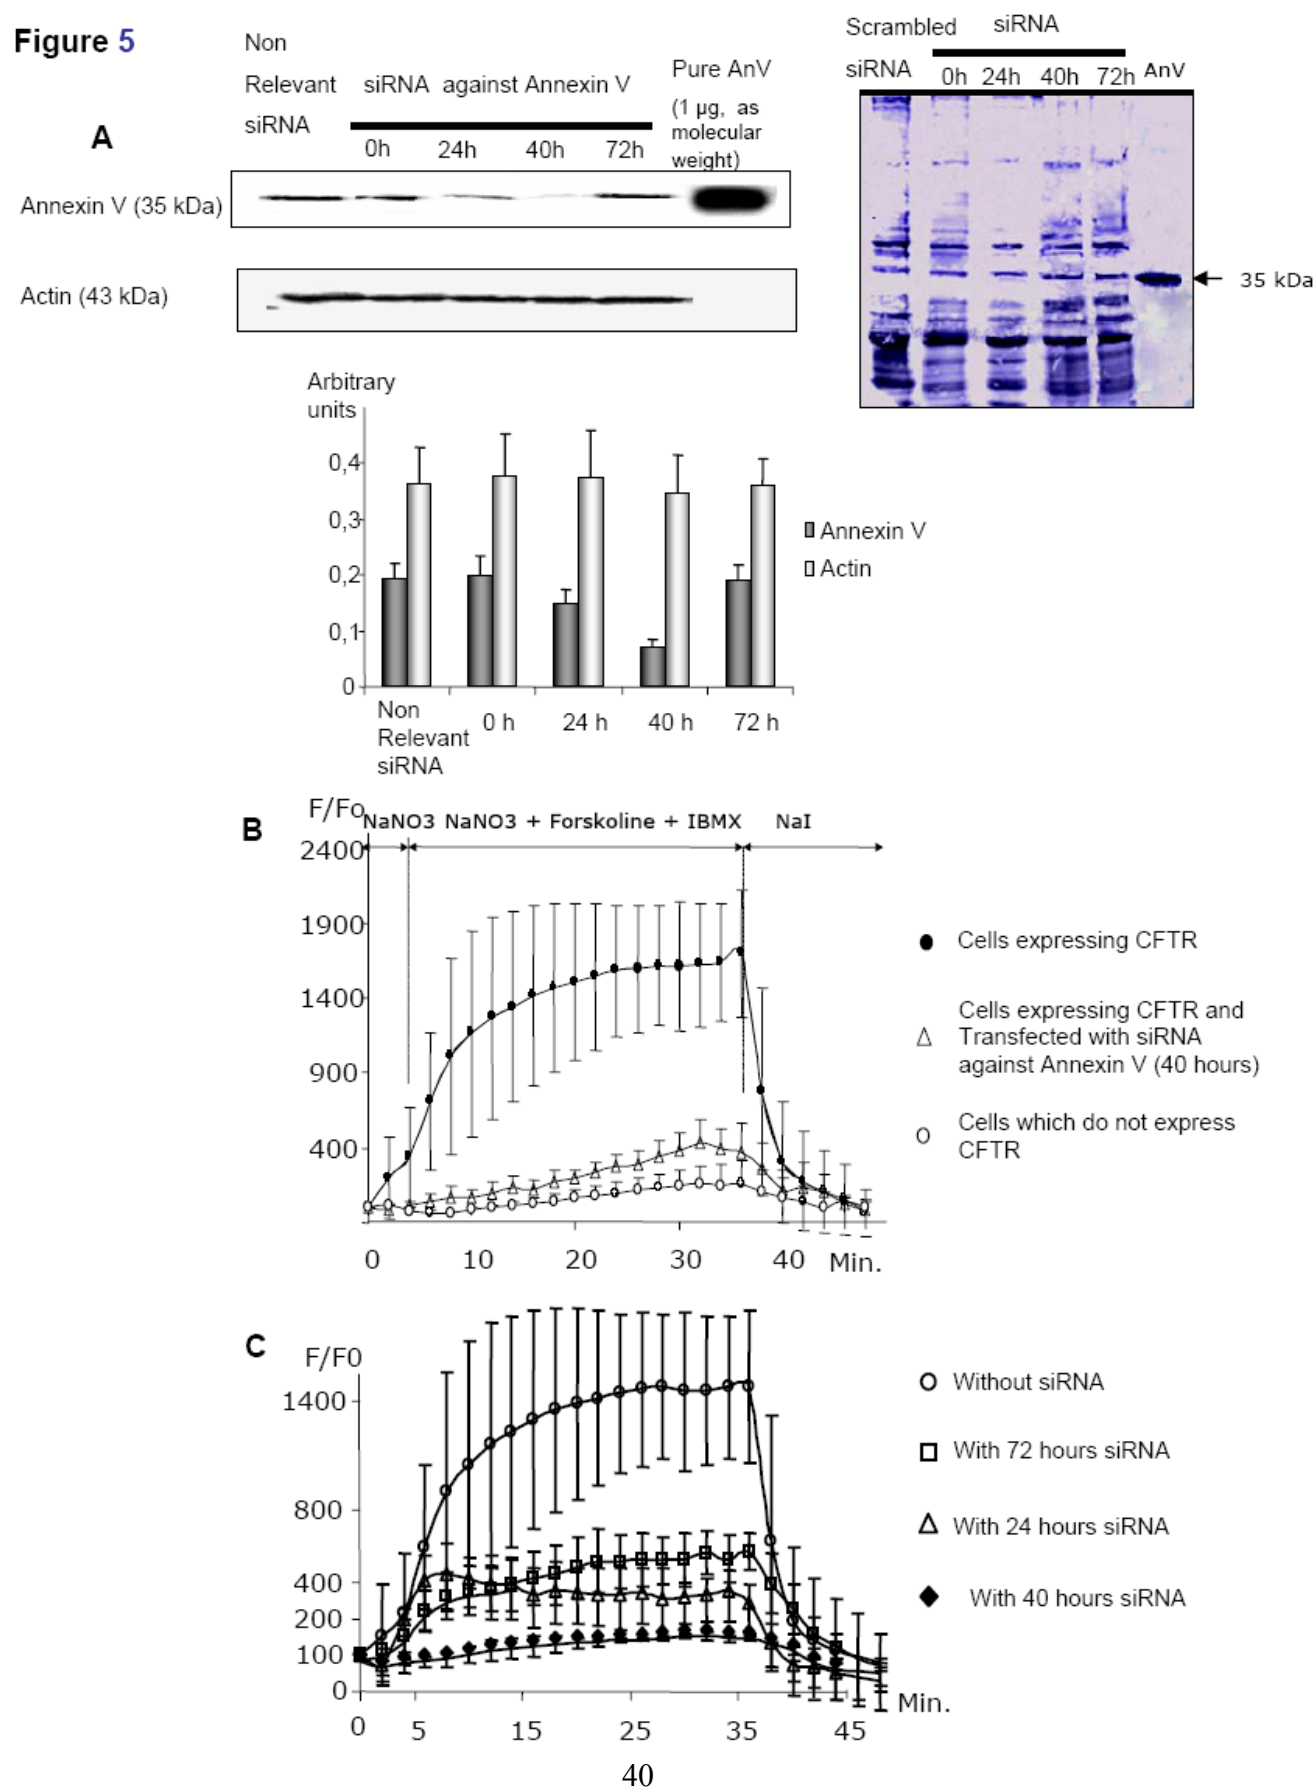 Figure 5
A
Non
Relevant
siRNA
siRNA against Annexin V
0h 24h 40h 72h
Pure AnV
(1 µg, as
molecular
weight)
Annexin V (35 kDa)
Actin (43 kDa)
Scrambled
siRNA
siRNA
0h 24h 40h 72h AnV
35 kDa
Arbitrary
units
0,4
0,3
0,2
0,1
0
Non
Relevant
siRNA
0 h 24 h 40 h 72 h
Annexin V
Actin
B
F/Fo
NaNO3 NaNO3 + Forskoline + IBMX NaI
2400
1900
1400
900
400
0 10 20 30 40 Min.
Cells expressing CFTR
Cells expressing CFTR and
Transfected with siRNA
against Annexin V (40 hours)
Cells which do not express
CFTR
C
F/F0
1400
800
400
200
100
0
0 5 15 25 35 45 Min.
Without siRNA
With 72 hours siRNA
With 24 hours siRNA
With 40 hours siRNA
40